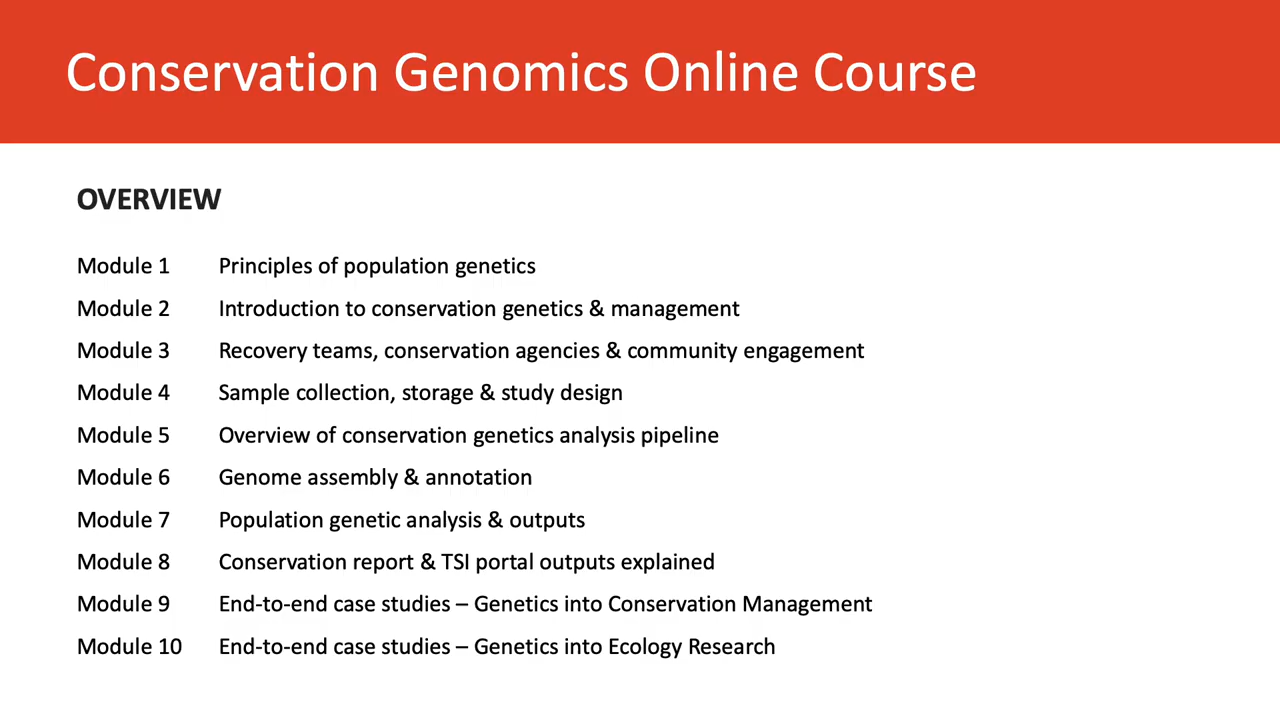 Conservation Genomics Online Course
OVERVIEW
Module 1 Principles of population genetics
Module 2 Introduction to conservation genetics & management
Module 3 Recovery teams, conservation agencies & community engagement
Module 4 Sample collection, storage & study design
Module 5 Overview of conservation genetics analysis pipeline
Module 6 Genome assembly & annotation
Module 7 Population genetic analysis & outputs
Module 8 Conservation report & TSI portal outputs explained
Module 9 End-to-end case studies – Genetics into Conservation Management
Module 10 End-to-end case studies – Genetics into Ecology Research